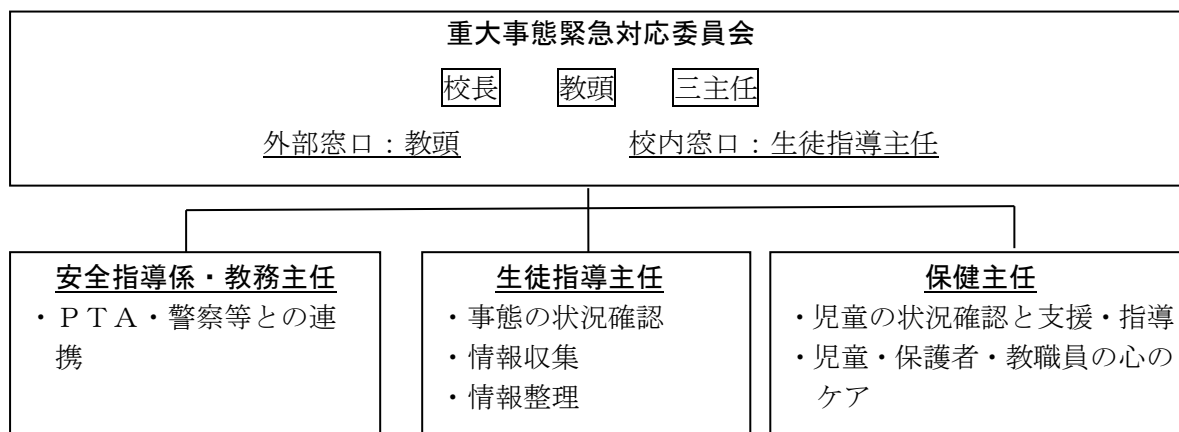 重大事態緊急対応委員会
校長 教頭 三主任
外部窓口：教頭 校内窓口：生徒指導主任
安全指導係・教務主任
・ＰＴＡ・警察等との連
携
生徒指導主任
・事態の状況確認
・情報収集
・情報整理
保健主任
・児童の状況確認と支援・指導
・児童・保護者・教職員の心の
ケア